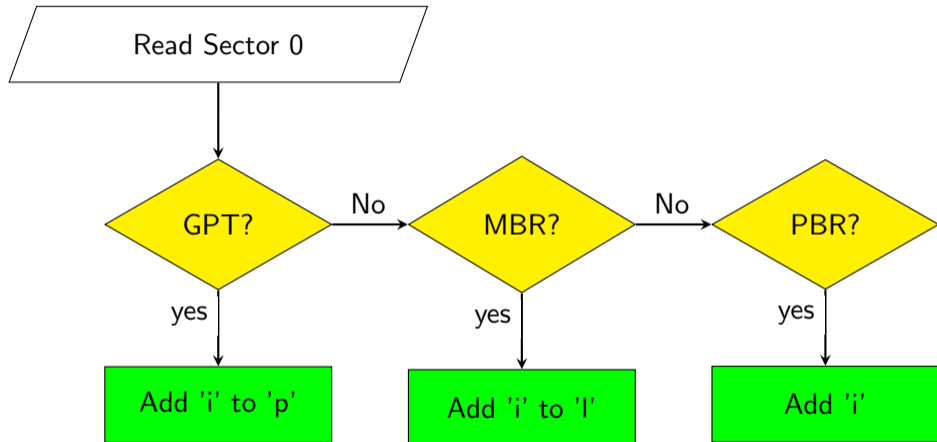 Read Sector 0
GPT?
No
MBR?
No
PBR?
yes
yes
yes
Add 'i' to 'p'
Add 'i' to 'l'
Add 'i'